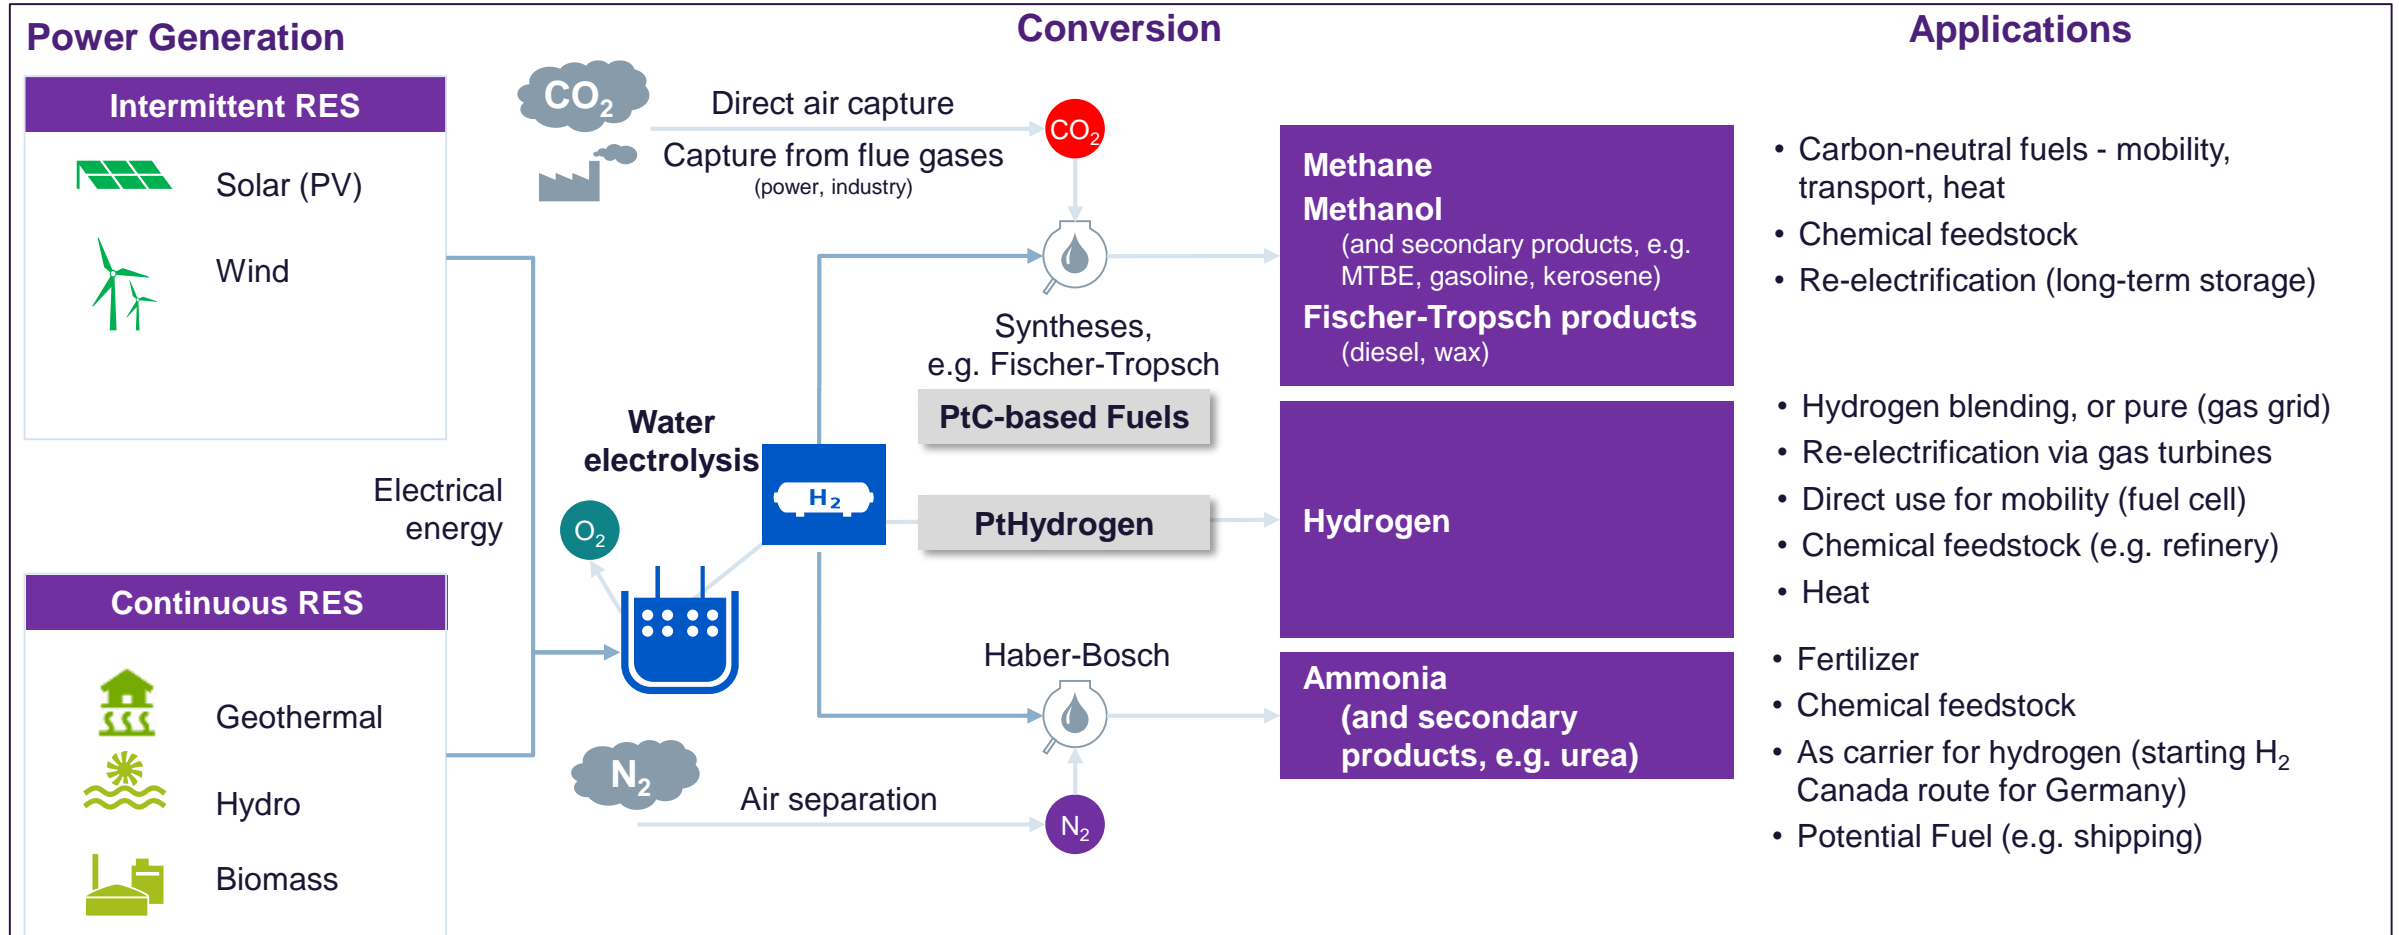 Power Generation
Conversion
Applications
Intermittent RES
Solar (PV)
Wind
Electrical
energy
Continuous RES
Geothermal
Hydro
Biomass
CO₂
Direct air capture
Capture from flue gases
(power, industry)
CO₂
Syntheses,
e.g. Fischer-Tropsch
PtC-based Fuels
Water
electrolysis
H₂
O₂
PtHydrogen
Haber-Bosch
N₂
Air separation
N₂
Methane
Methanol
(and secondary products, e.g.
MTBE, gasoline, kerosene)
Fischer-Tropsch products
(diesel, wax)
Hydrogen
Ammonia
(and secondary
products, e.g. urea)
• Carbon-neutral fuels - mobility,
transport, heat
• Chemical feedstock
• Re-electrification (long-term storage)
• Hydrogen blending, or pure (gas grid)
• Re-electrification via gas turbines
• Direct use for mobility (fuel cell)
• Chemical feedstock (e.g. refinery)
• Heat
• Fertilizer
• Chemical feedstock
• As carrier for hydrogen (starting H₂
Canada route for Germany)
• Potential Fuel (e.g. shipping)